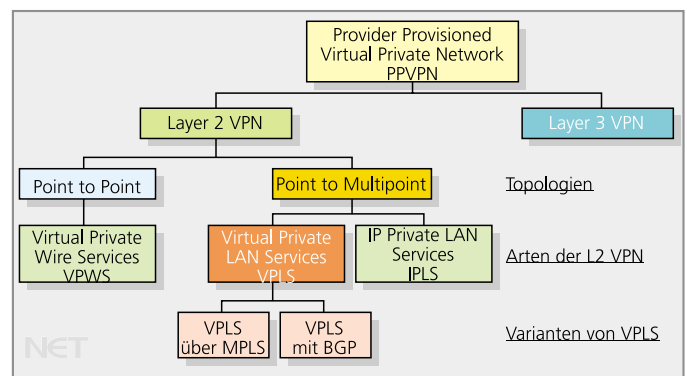 Provider Provisioned
Virtual Private Network
PPVPN
Layer 2 VPN
Layer 3 VPN
Point to Point
Point to Multipoint
Topologien
Virtual Private
Wire Services
VPWS
Virtual Private
LAN Services
VPLS
IP Private LAN
Services
IPLS
Arten der L2 VPN
VPLS
über MPLS
VPLS
mit BGP
Varianten von VPLS
NET